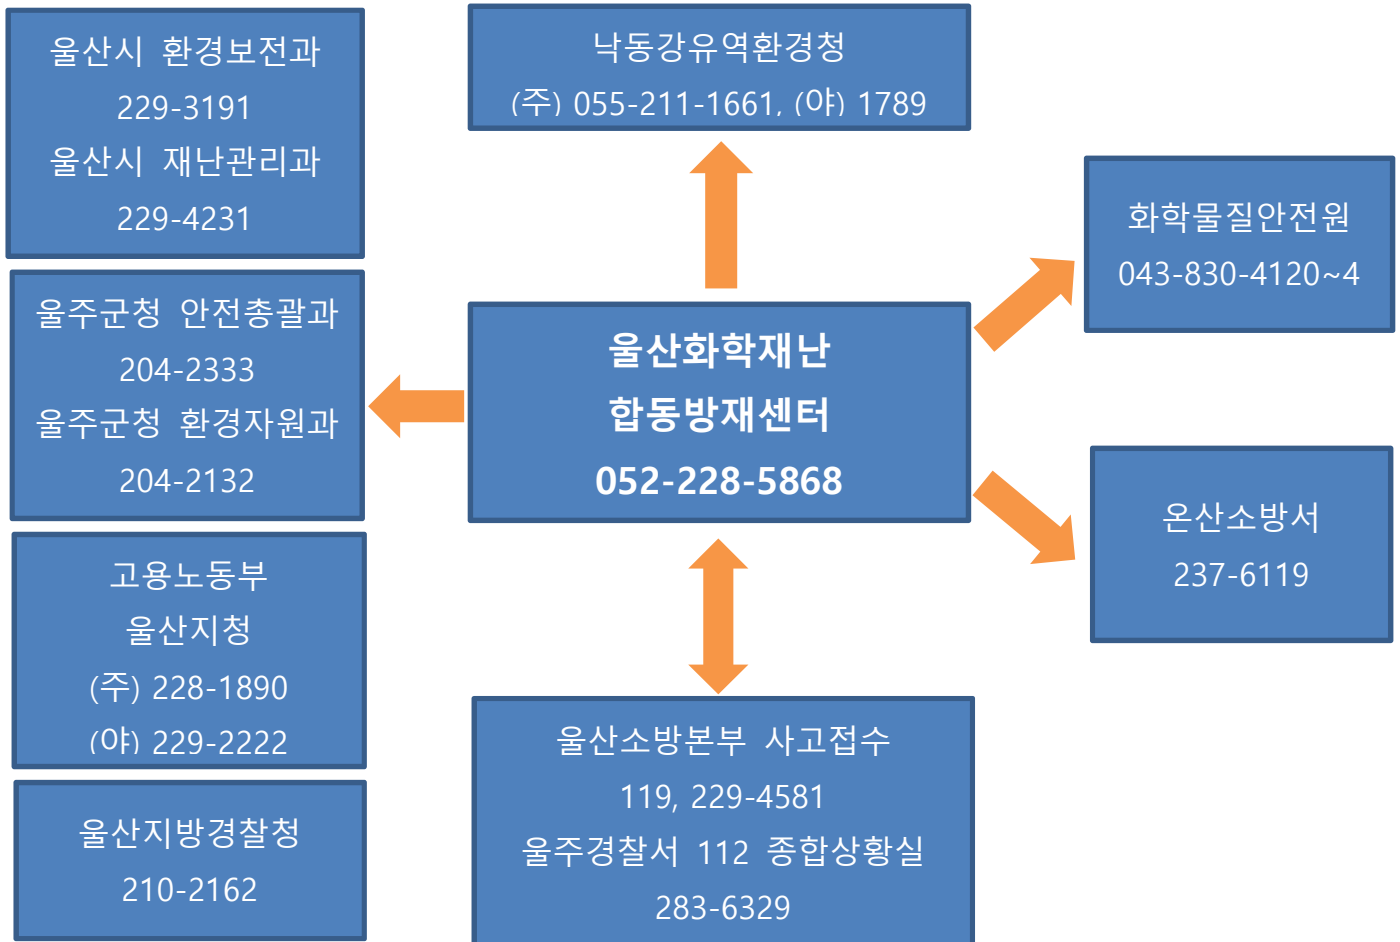 울산시 환경보전과
229-3191
울산시 재난관리과
229-4231
울주군청 안전총괄과
204-2333
울주군청 환경자원과
204-2132
고용노동부
울산지청
(주) 228-1890
(야) 229-2222
울산지방경찰청
210-2162
낙동강유역환경청
(주) 055-211-1661, (야) 1789
울산화학재난
합동방재센터
052-228-5868
울산소방본부 사고접수
119, 229-4581
울주경찰서 112 종합상황실
283-6329
화학물질안전원
043-830-4120~4
온산소방서
237-6119